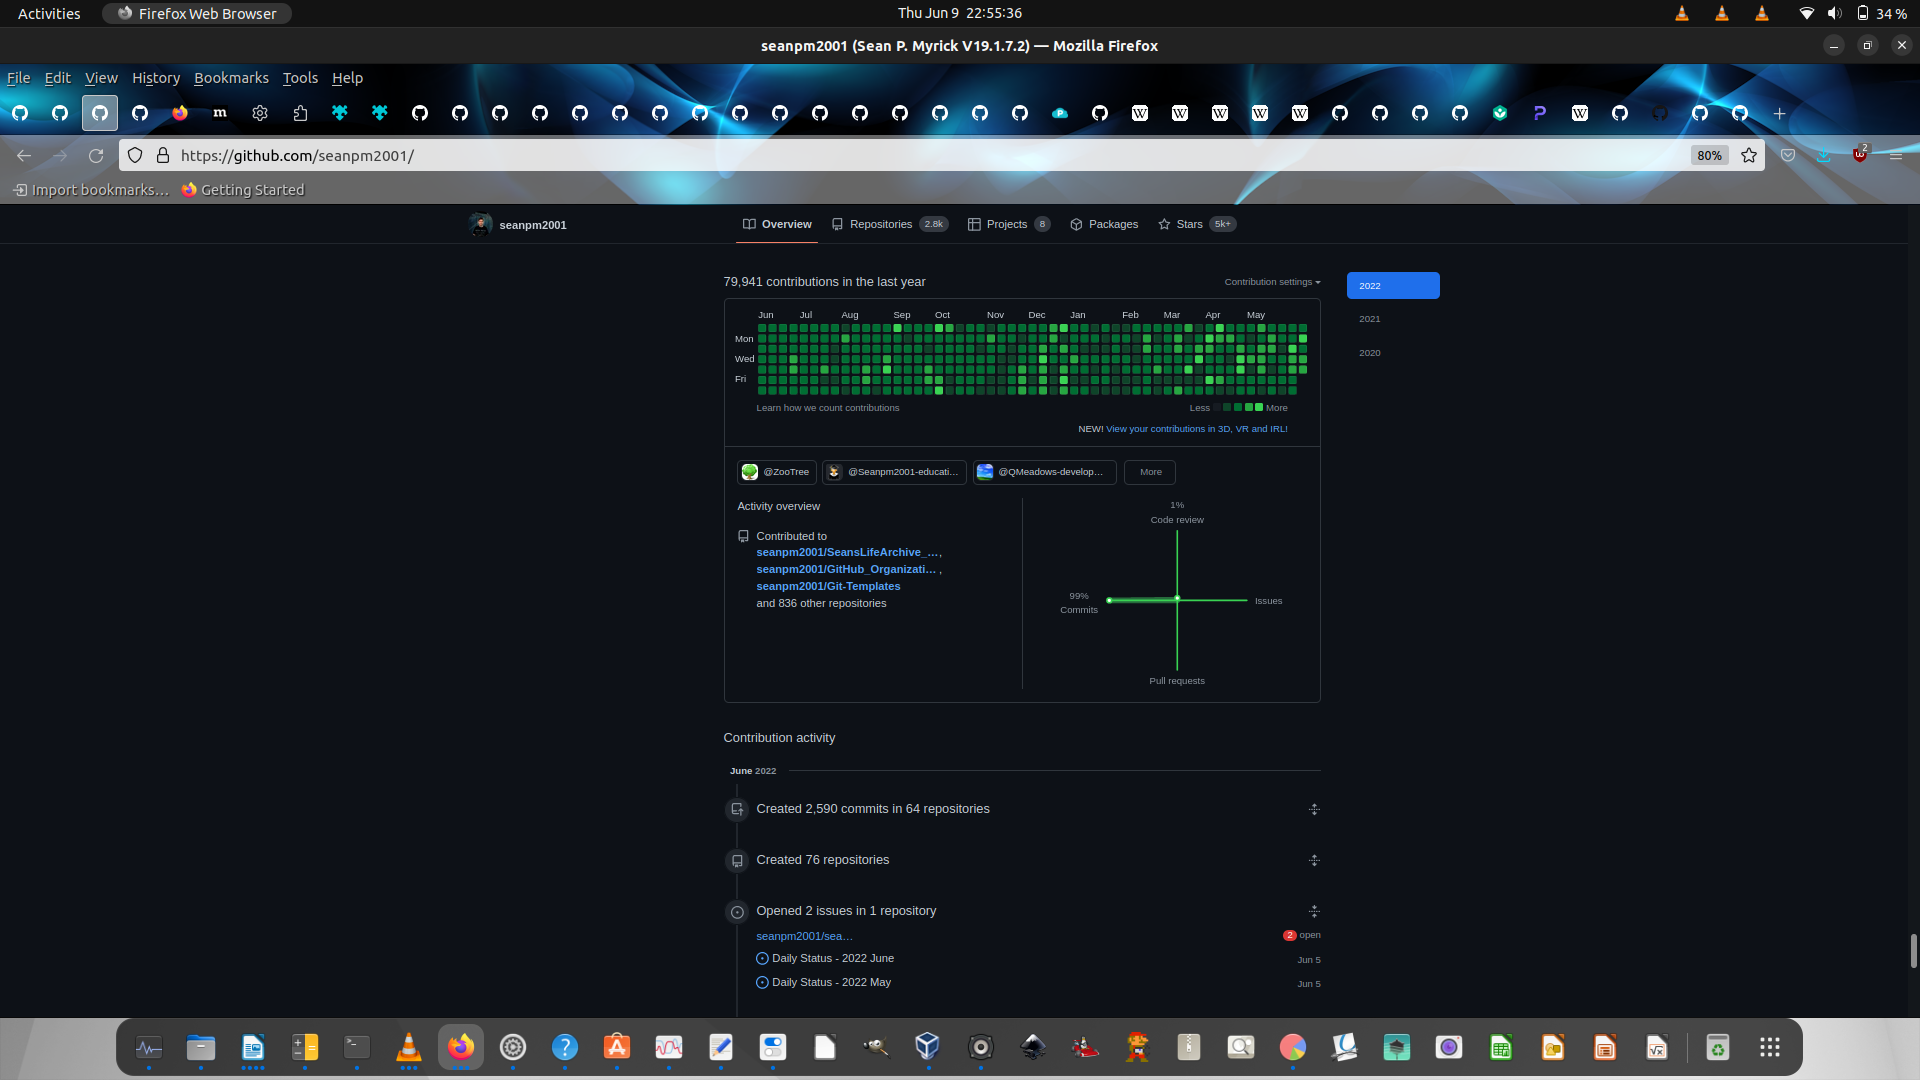 Activities
Firefox Web Browser
Thu Jun 9 22:55:36
34 %
seanpm2001 (Sean P. Myrick V19.1.7.2) — Mozilla Firefox
File Edit View History Bookmarks Tools Help
https://github.com/seanpm2001/
80%
2
Import bookmarks…
Getting Started
seanpm2001
Overview
Repositories 2.8k
Projects 8
Packages
Stars 5k+
79,941 contributions in the last year
Contribution settings
2022
2021
2020
Jun Jul Aug Sep Oct Nov Dec Jan Feb Mar Apr May
Mon
Wed
Fri
Learn how we count contributions
Less
More
NEW! View your contributions in 3D, VR and IRL!
@ZooTree
@Seanpm2001-educati…
@QMeadows-develop…
More
Activity overview
Contributed to
seanpm2001/SeansLifeArchive_…,
seanpm2001/GitHub_Organizati… ,
seanpm2001/Git-Templates
and 836 other repositories
1%
Code review
99%
Commits
Issues
Pull requests
Contribution activity
June 2022
Created 2,590 commits in 64 repositories
Created 76 repositories
Opened 2 issues in 1 repository
seanpm2001/sea…
2 open
Daily Status - 2022 June
Jun 5
Daily Status - 2022 May
Jun 5